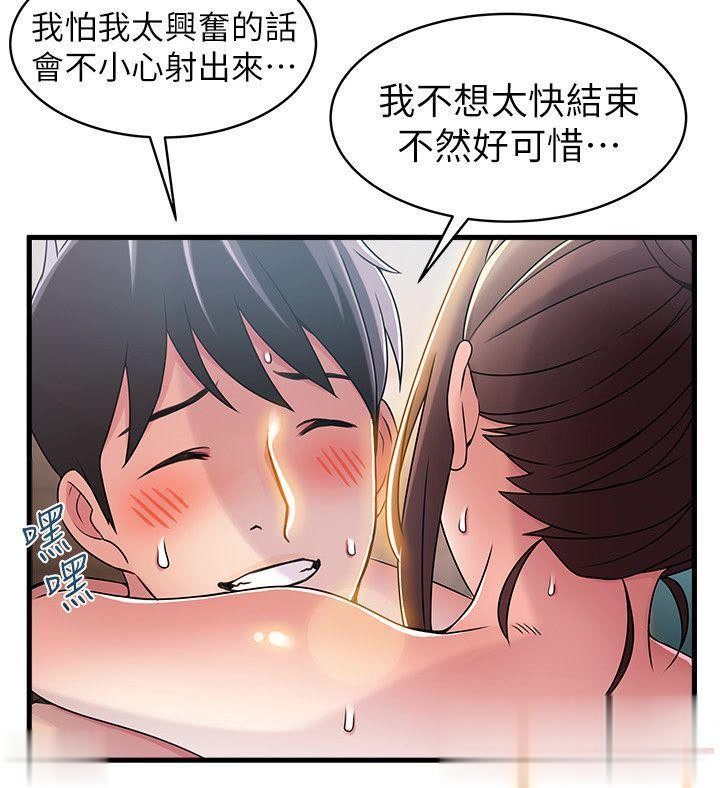 我怕我太興奮的話
會不小心射出來…
我不想太快結束
不然好可惜…
嘿
嘿